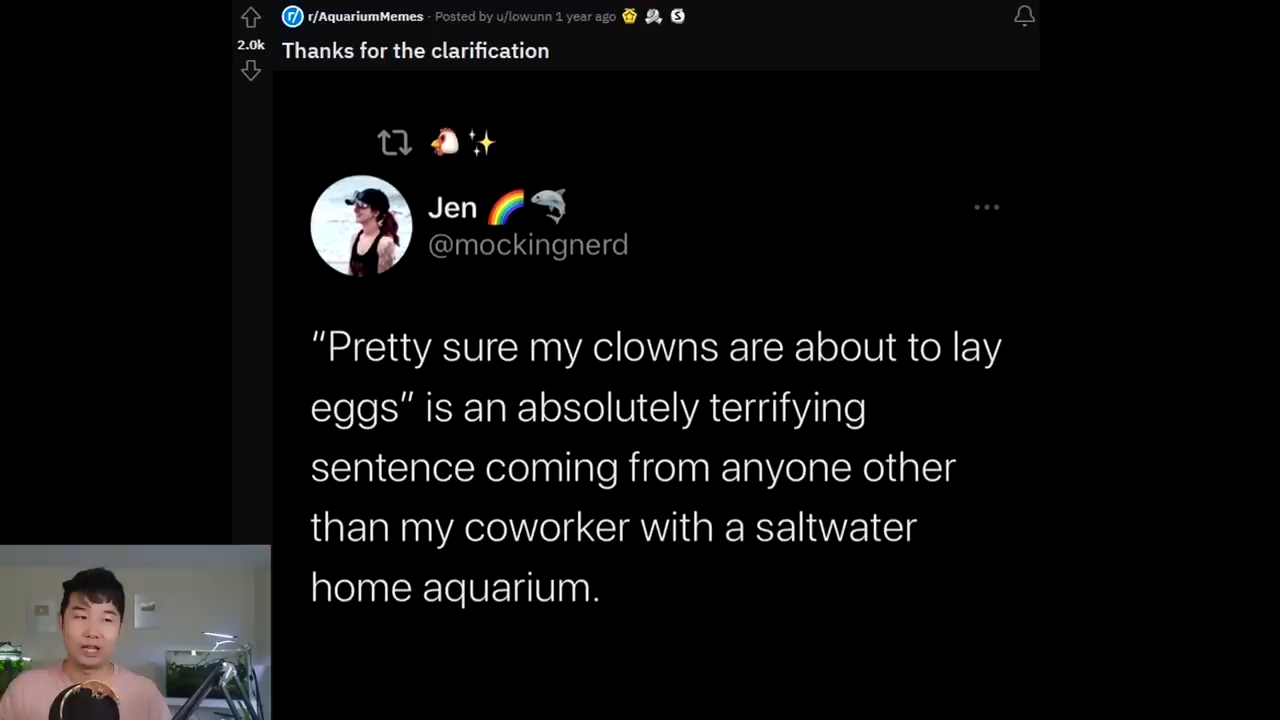 r/AquariumMemes · Posted by u/lowunn 1 year ago
2.0k
Thanks for the clarification
Jen
@mockingnerd
“Pretty sure my clowns are about to lay
eggs” is an absolutely terrifying
sentence coming from anyone other
than my coworker with a saltwater
home aquarium.